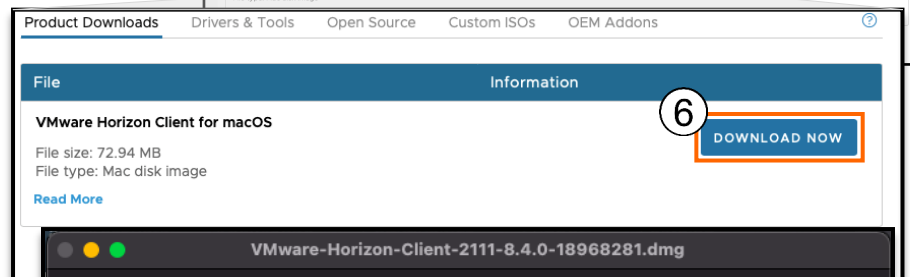 Product Downloads Drivers & Tools Open Source Custom ISOs OEM Addons ?
File Information
6
VMware Horizon Client for macOS
DOWNLOAD NOW
File size: 72.94 MB
File type: Mac disk image
Read More
VMware-Horizon-Client-2111-8.4.0-18968281.dmg